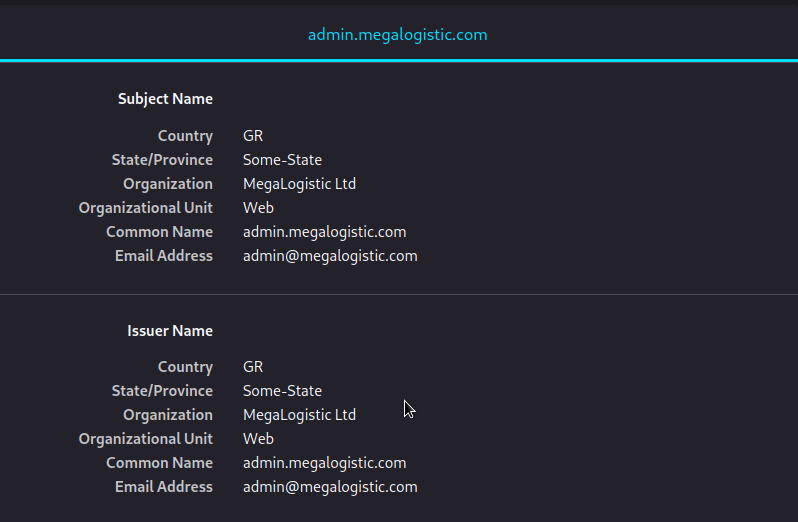 admin.megalogistic.com
Subject Name
Country GR
State/Province Some-State
Organization MegaLogistic Ltd
Organizational Unit Web
Common Name admin.megalogistic.com
Email Address admin@megalogistic.com
Issuer Name
Country GR
State/Province Some-State
Organization MegaLogistic Ltd
Organizational Unit Web
Common Name admin.megalogistic.com
Email Address admin@megalogistic.com